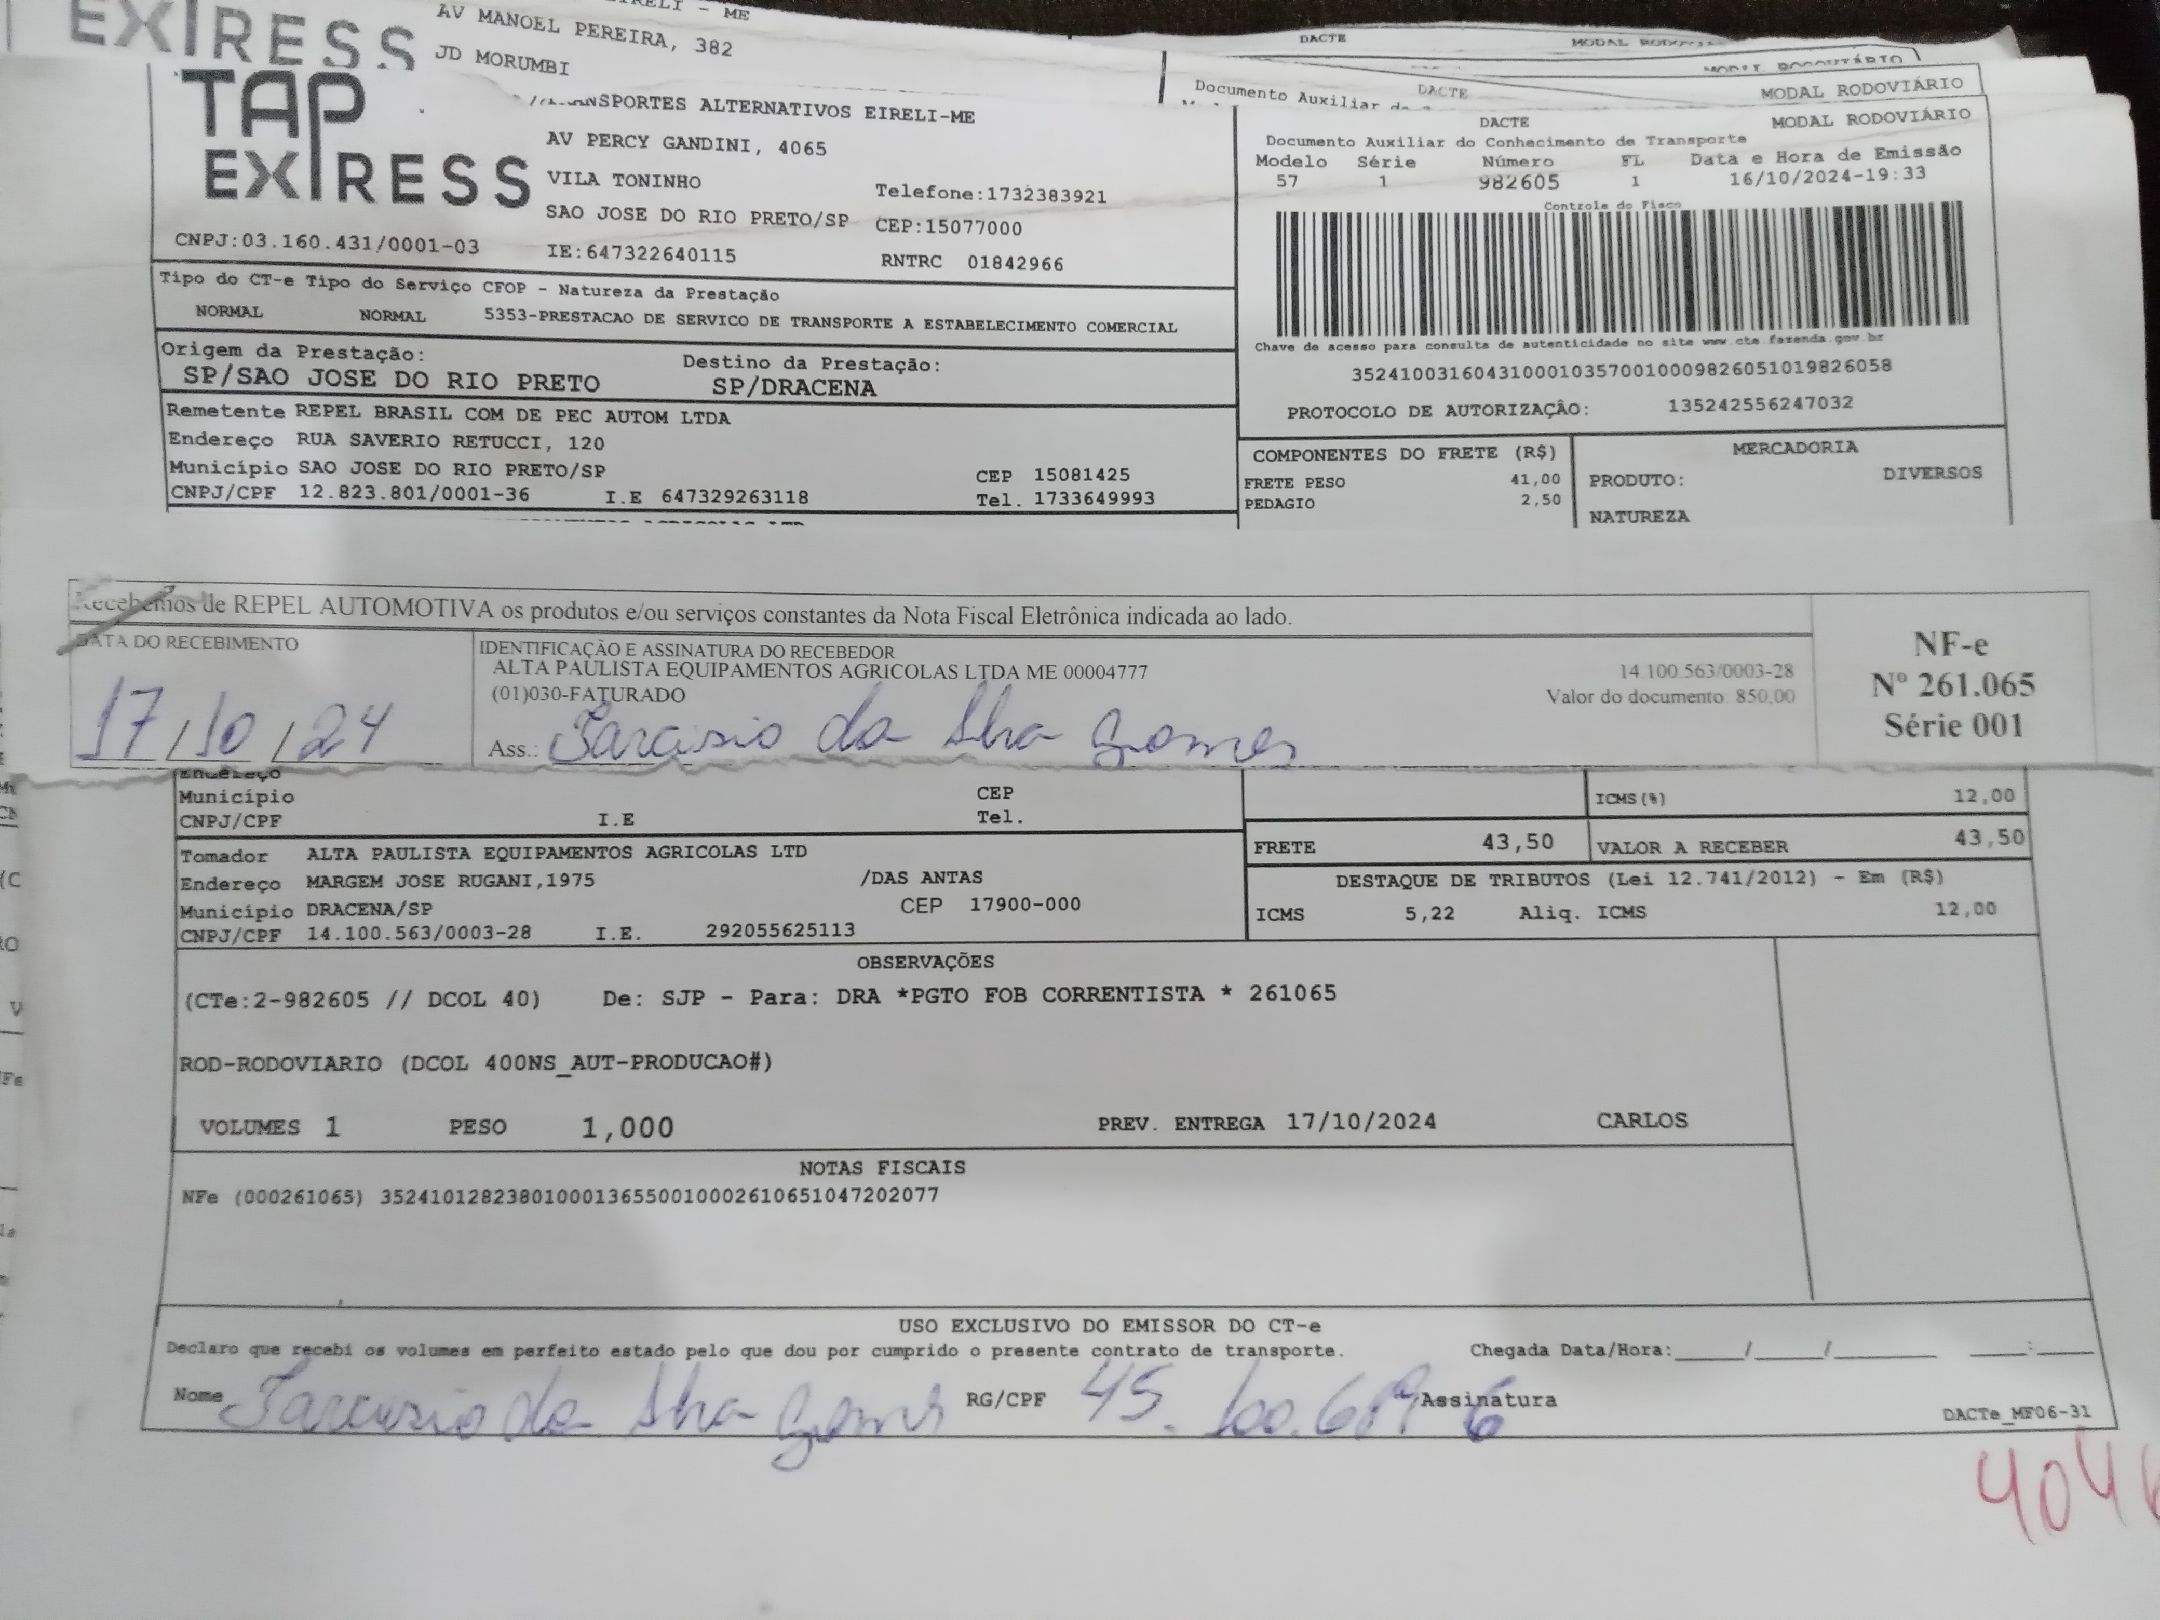 EXPRESS
AV MANOEL PEREIRA, 382
JD MORUMBI
DACTE
DACTE
MODAL RODOVIÁRIO
Documento Auxiliar
TAP EXPRESS
TRANSPORTES ALTERNATIVOS EIRELI-ME
AV PERCY GANDINI, 4065
VILA TONINHO
Telefone:1732383921
SAO JOSE DO RIO PRETO/SP CEP:15077000
CNPJ:03.160.431/0001-03 IE:647322640115 RNTRC 01842966
DACTE MODAL RODOVIÁRIO
Documento Auxiliar do Conhecimento de Transporte
Modelo Série Número FL Data e Hora de Emissão
57 1 982605 1 16/10/2024-19:33
Controle do Fisco
Chave de acesso para consulta de autenticidade no site www.cte.fazenda.gov.br
35241003160431000103570010009826051019826058
PROTOCOLO DE AUTORIZAÇÂO: 135242556247032
Tipo do CT-e Tipo do Serviço CFOP - Natureza da Prestação
NORMAL NORMAL 5353-PRESTACAO DE SERVICO DE TRANSPORTE A ESTABELECIMENTO COMERCIAL
Origem da Prestação: Destino da Prestação:
SP/SAO JOSE DO RIO PRETO SP/DRACENA
Remetente REPEL BRASIL COM DE PEC AUTOM LTDA
Endereço RUA SAVERIO RETUCCI, 120
Município SAO JOSE DO RIO PRETO/SP CEP 15081425
CNPJ/CPF 12.823.801/0001-36 I.E 647329263118 Tel. 1733649993
COMPONENTES DO FRETE (R$) MERCADORIA
FRETE PESO 41,00 PRODUTO: DIVERSOS
PEDAGIO 2,50 NATUREZA
Recebemos de REPEL AUTOMOTIVA os produtos e/ou serviços constantes da Nota Fiscal Eletrônica indicada ao lado.
DATA DO RECEBIMENTO
17/10/24
IDENTIFICAÇÃO E ASSINATURA DO RECEBEDOR
ALTA PAULISTA EQUIPAMENTOS AGRICOLAS LTDA ME 00004777 14.100.563/0003-28
(01)030-FATURADO Valor do documento 850,00
Ass.: Tarcisio da Silva Gomes
NF-e
Nº 261.065
Série 001
Endereço
Município CEP
CNPJ/CPF I.E Tel.
ICMS(%) 12,00
FRETE 43,50 VALOR A RECEBER 43,50
Tomador ALTA PAULISTA EQUIPAMENTOS AGRICOLAS LTD
Endereço MARGEM JOSE RUGANI,1975 /DAS ANTAS
Município DRACENA/SP CEP 17900-000
CNPJ/CPF 14.100.563/0003-28 I.E. 292055625113
DESTAQUE DE TRIBUTOS (Lei 12.741/2012) - Em (R$)
ICMS 5,22 Aliq. ICMS 12,00
OBSERVAÇÕES
(CTe:2-982605 // DCOL 40) De: SJP - Para: DRA *PGTO FOB CORRENTISTA * 261065
ROD-RODOVIARIO (DCOL 400NS_AUT-PRODUCAO#)
VOLUMES 1 PESO 1,000 PREV. ENTREGA 17/10/2024 CARLOS
NOTAS FISCAIS
NFe (000261065) 35241012823801000136550010002610651047202077
USO EXCLUSIVO DO EMISSOR DO CT-e
Declaro que recebi os volumes em perfeito estado pelo que dou por cumprido o presente contrato de transporte. Chegada Data/Hora:____/____/____ ___:___
Nome Tarcisio da Silva Gomes RG/CPF Assinatura
DACTe_MF06-31